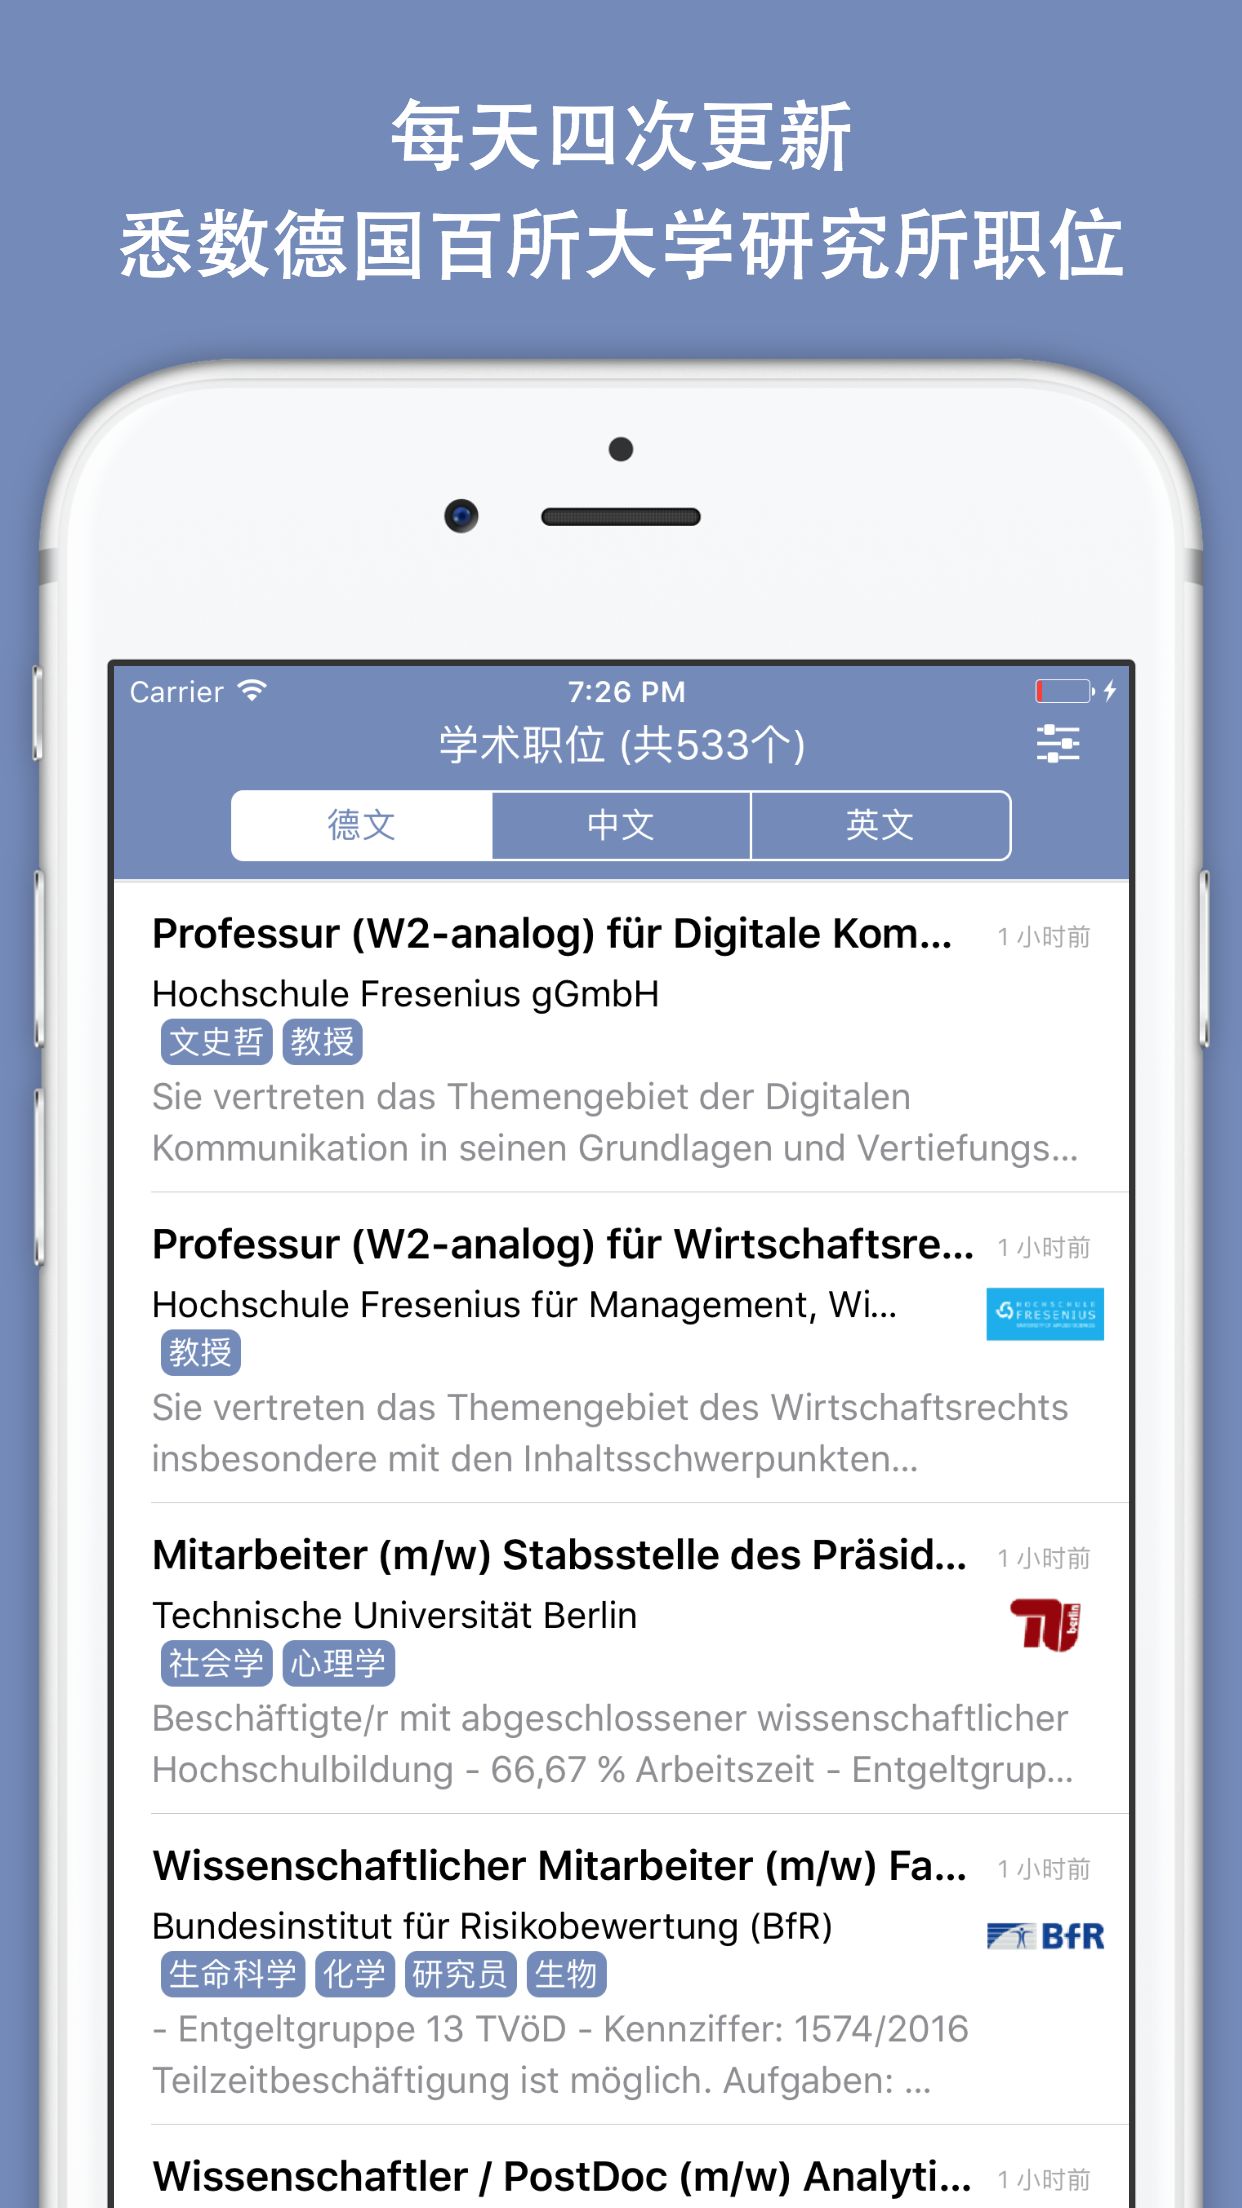 每天四次更新
悉数德国百所大学研究所职位
Carrier 7:26 PM
学术职位 (共533个)
德文 中文 英文
Professur (W2-analog) für Digitale Kom... 1 小时前
Hochschule Fresenius gGmbH
文史哲 教授
Sie vertreten das Themengebiet der Digitalen
Kommunikation in seinen Grundlagen und Vertiefungs...
Professur (W2-analog) für Wirtschaftsre... 1 小时前
Hochschule Fresenius für Management, Wi...
HOCHSCHULE
FRESENIUS
教授
Sie vertreten das Themengebiet des Wirtschaftsrechts
insbesondere mit den Inhaltsschwerpunkten...
Mitarbeiter (m/w) Stabsstelle des Präsid... 1 小时前
Technische Universität Berlin
berlin
社会学 心理学
Beschäftigte/r mit abgeschlossener wissenschaftlicher
Hochschulbildung - 66,67 % Arbeitszeit - Entgeltgrup...
Wissenschaftlicher Mitarbeiter (m/w) Fa... 1 小时前
Bundesinstitut für Risikobewertung (BfR)
BfR
生命科学 化学 研究员 生物
- Entgeltgruppe 13 TVöD - Kennziffer: 1574/2016
Teilzeitbeschäftigung ist möglich. Aufgaben: ...
Wissenschaftler / PostDoc (m/w) Analyti... 1 小时前